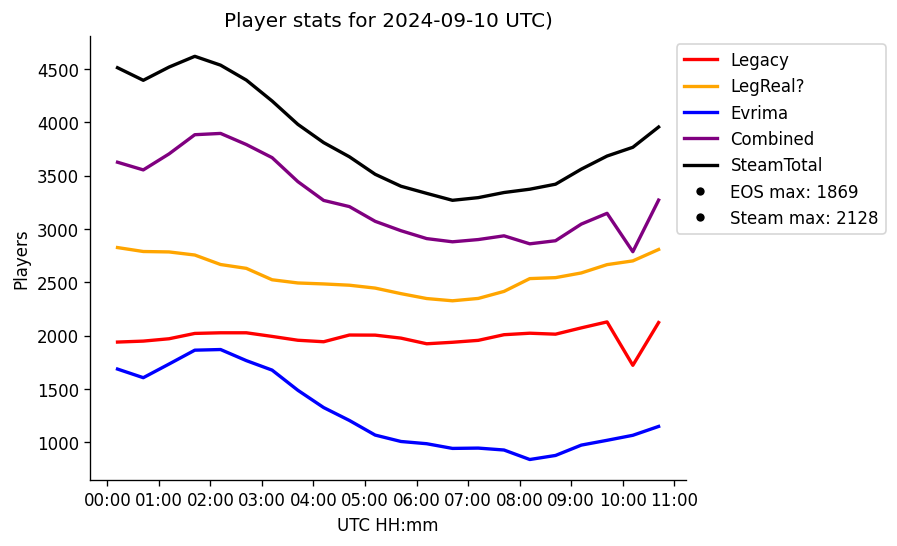 Player stats for 2024-09-10 UTC)
Legacy
LegReal?
Evrima
Combined
SteamTotal
EOS max: 1869
Steam max: 2128
Players
4500
4000
3500
3000
2500
2000
1500
1000
00:00 01:00 02:00 03:00 04:00 05:00 06:00 07:00 08:00 09:00 10:00 11:00
UTC HH:mm